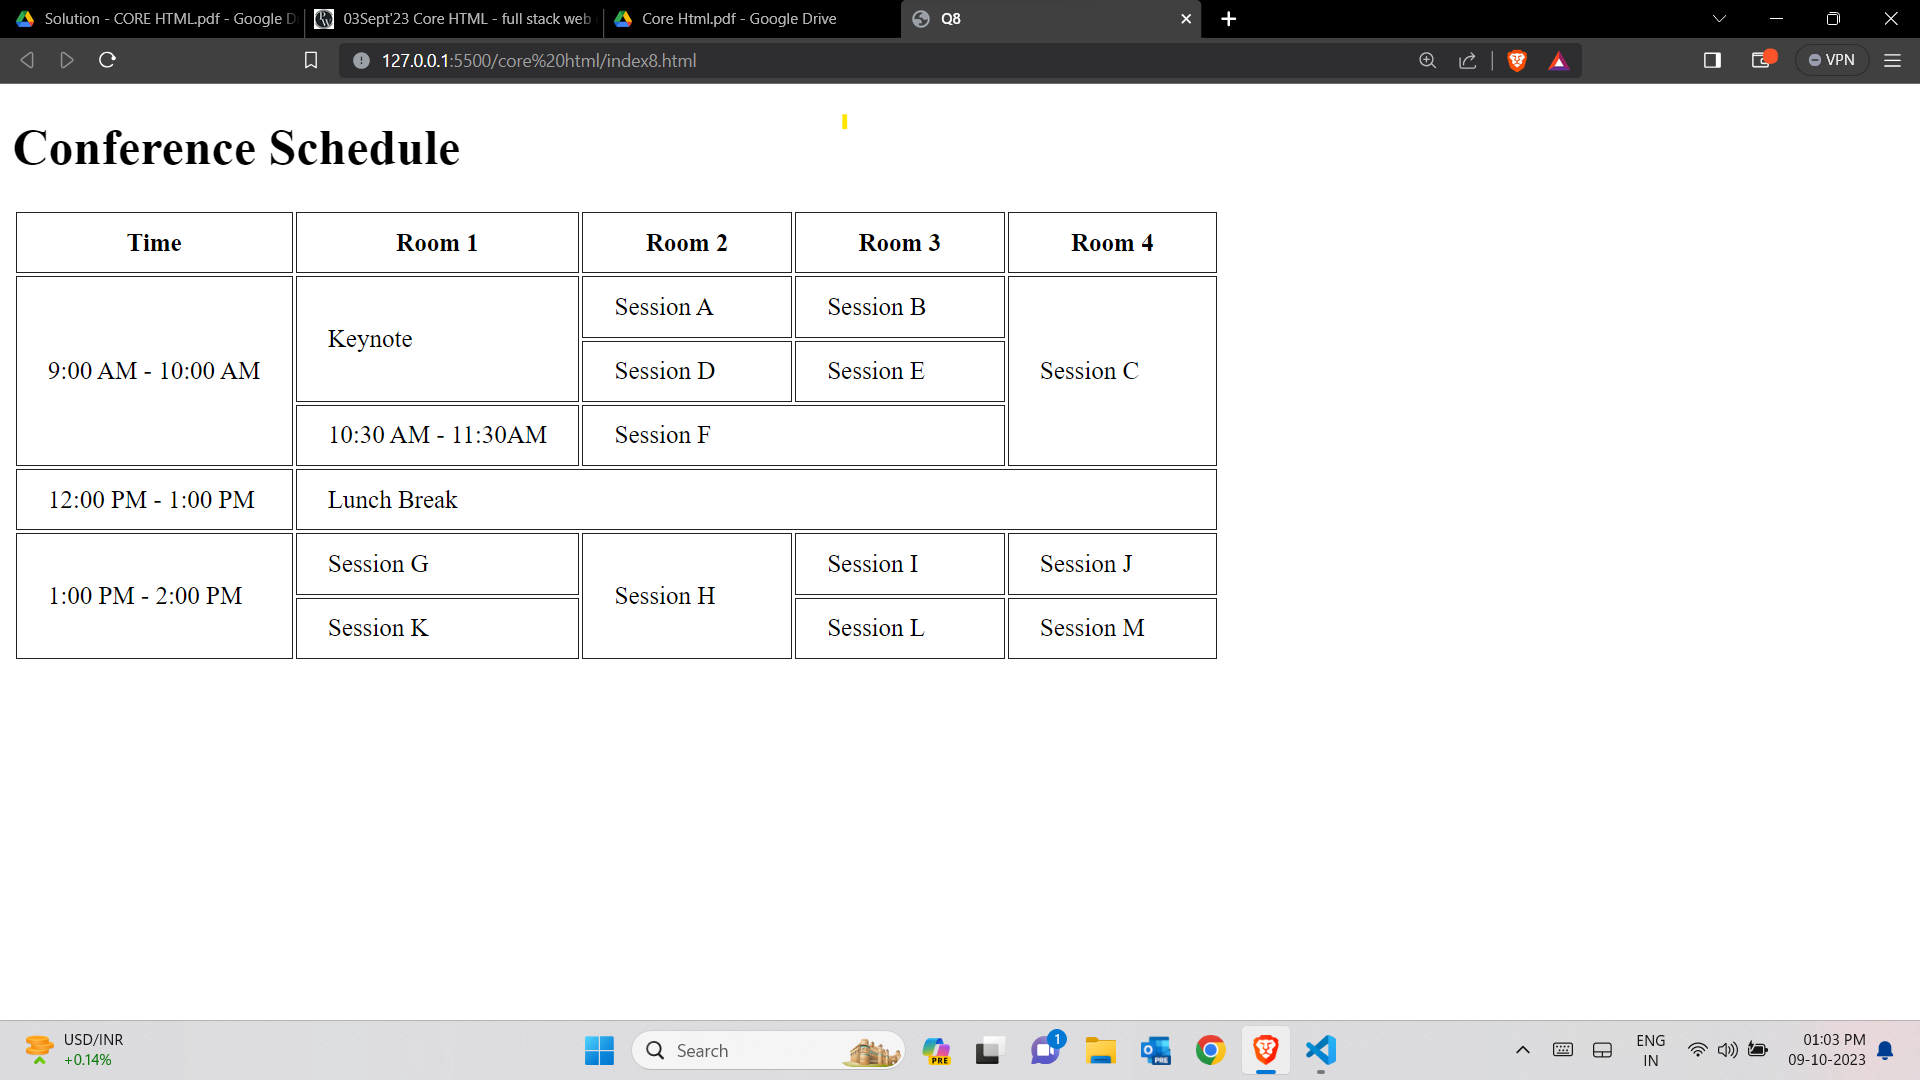 Solution - CORE HTML.pdf - Google D
03Sept'23 Core HTML - full stack web
Core Html.pdf - Google Drive
Q8
127.0.0.1:5500/core%20html/index8.html
VPN
Conference Schedule
Time Room 1 Room 2 Room 3 Room 4
9:00 AM - 10:00 AM Keynote Session A Session B Session C
Session D Session E
10:30 AM - 11:30AM Session F
12:00 PM - 1:00 PM Lunch Break
1:00 PM - 2:00 PM Session G Session H Session I Session J
Session K Session L Session M
USD/INR
+0.14%
Search
PRE
1
PRE
ENG
IN
01:03 PM
09-10-2023